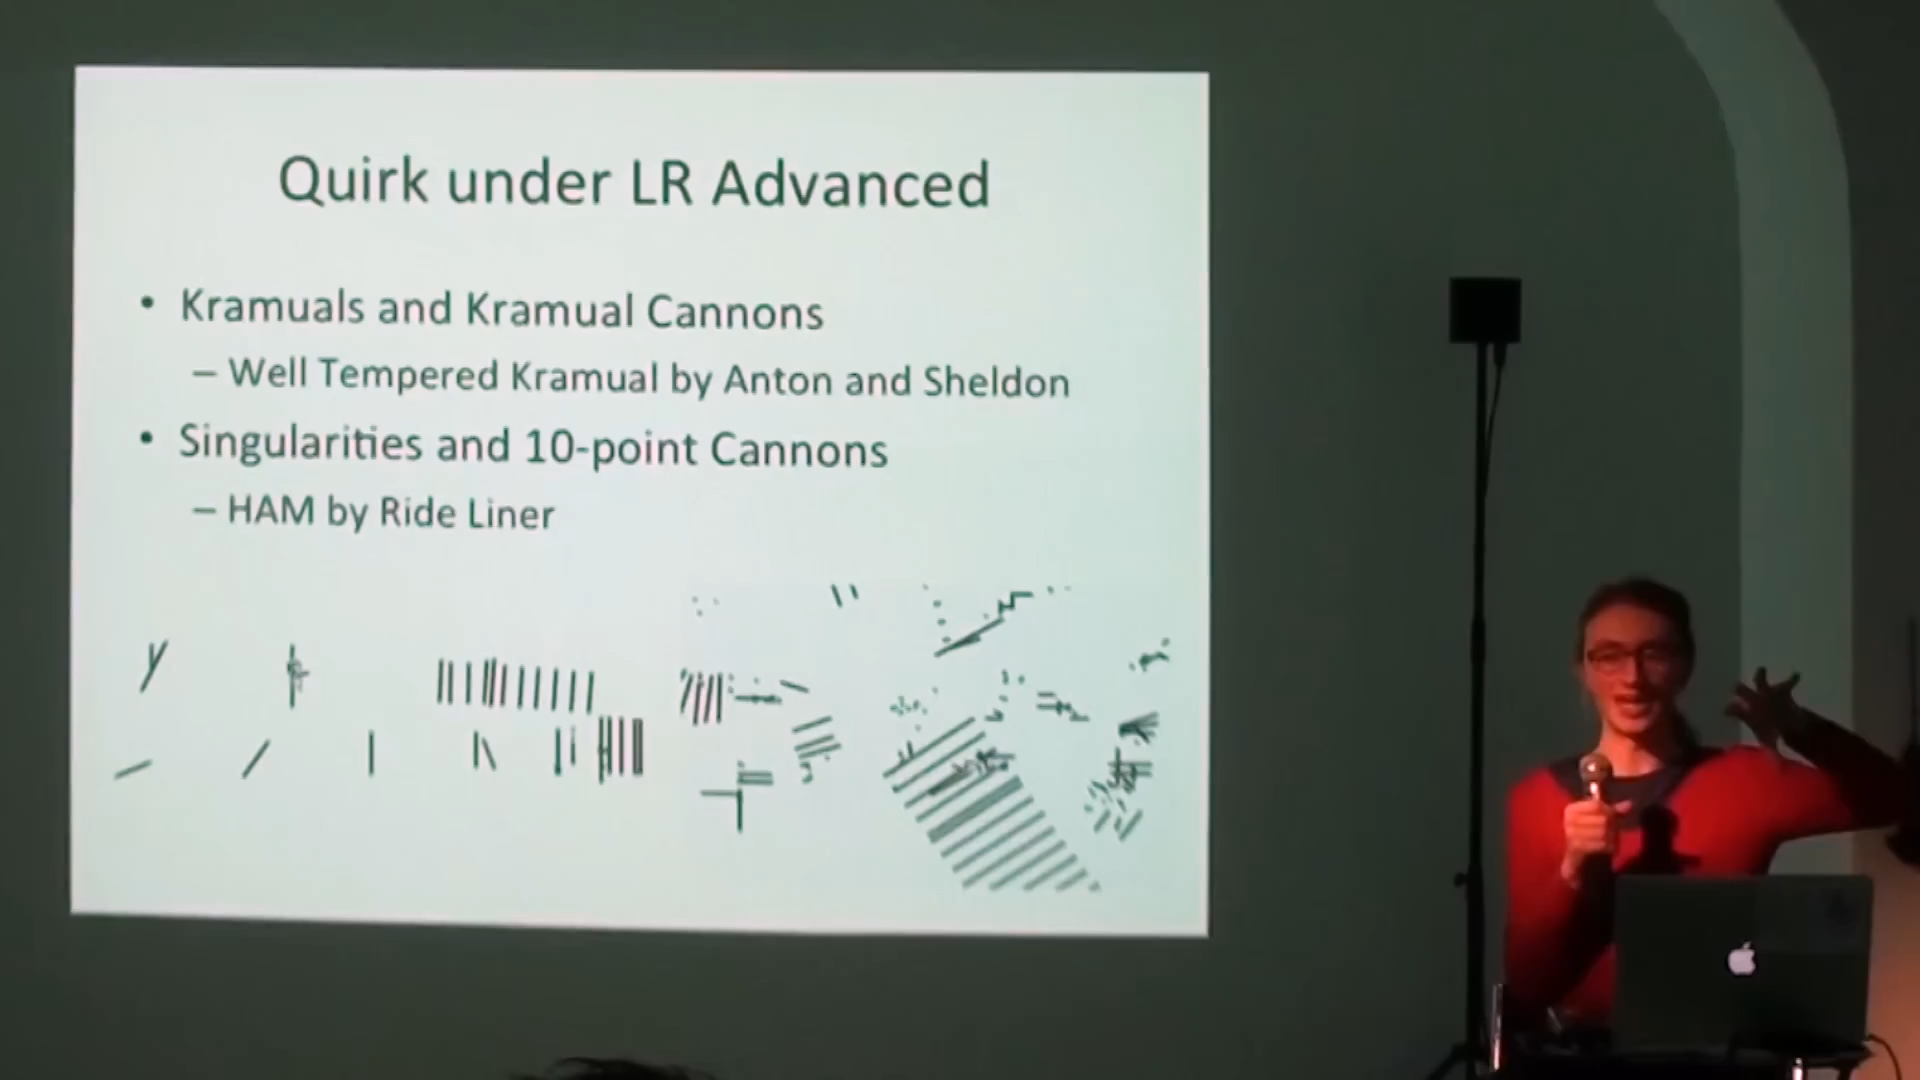 Quirk under LR Advanced
• Kramuals and Kramual Cannons
– Well Tempered Kramual by Anton and Sheldon
• Singularities and 10-point Cannons
– HAM by Ride Liner